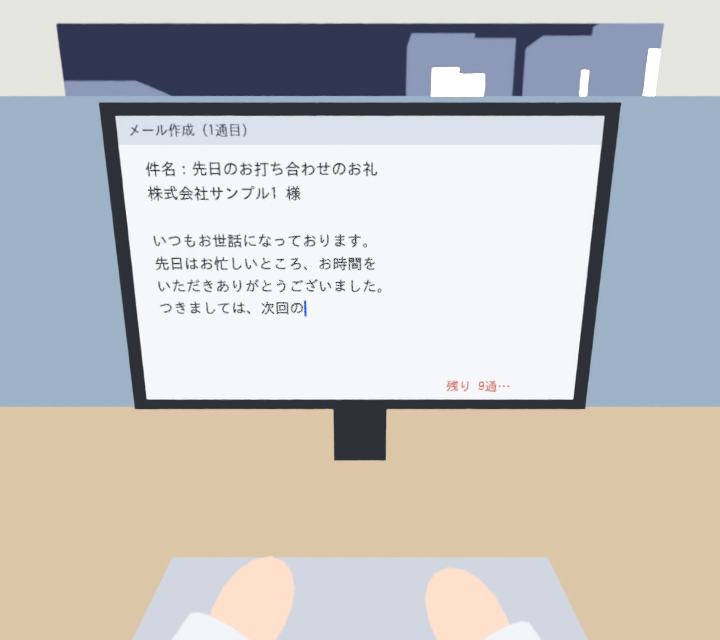 メール作成（1通目）
件名：先日のお打ち合わせのお礼
株式会社サンプル1 様
いつもお世話になっております。
先日はお忙しいところ、お時間を
いただきありがとうございました。
つきましては、次回の
残り 9通…